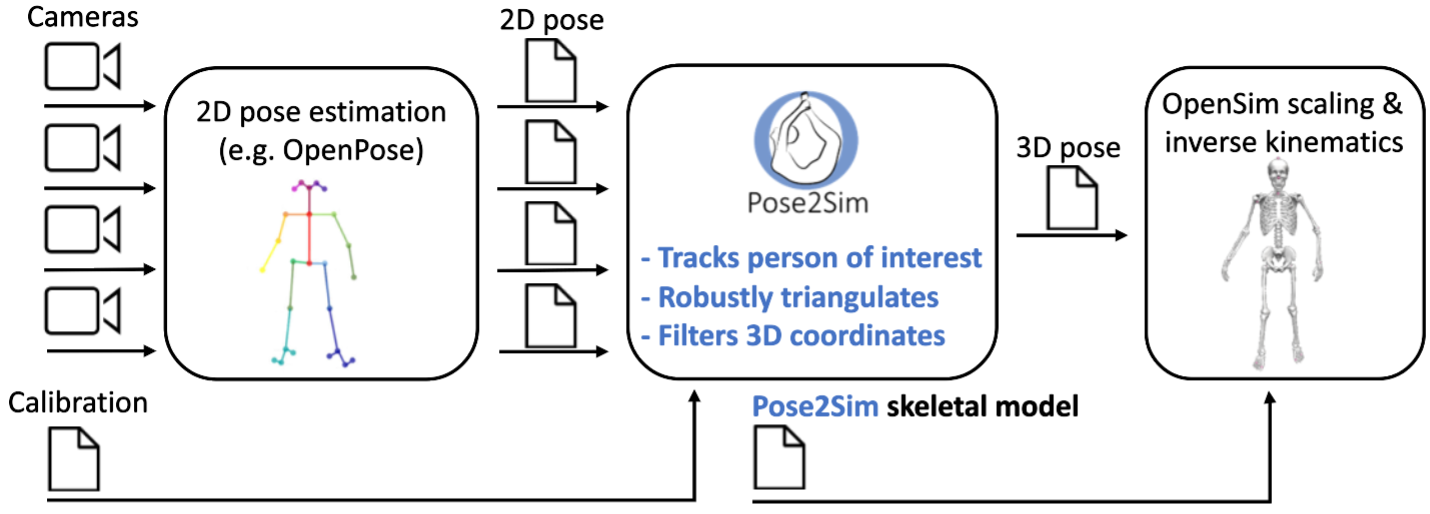 Cameras
2D pose estimation
(e.g. OpenPose)
2D pose
Pose2Sim
- Tracks person of interest
- Robustly triangulates
- Filters 3D coordinates
3D pose
OpenSim scaling &
inverse kinematics
Calibration
Pose2Sim skeletal model